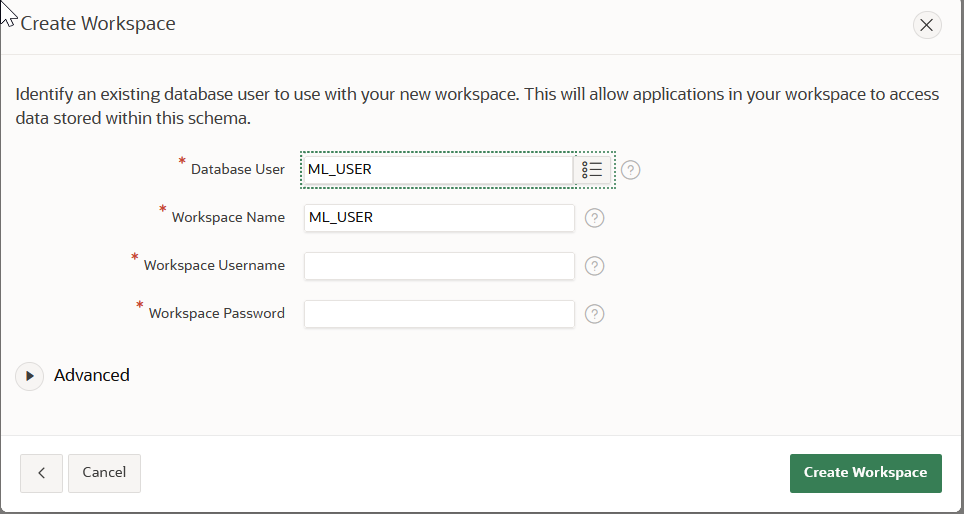 Create Workspace
Identify an existing database user to use with your new workspace. This will allow applications in your workspace to access
data stored within this schema.
* Database User ML_USER ?
* Workspace Name ML_USER ?
* Workspace Username ?
* Workspace Password ?
Advanced
Cancel Create Workspace